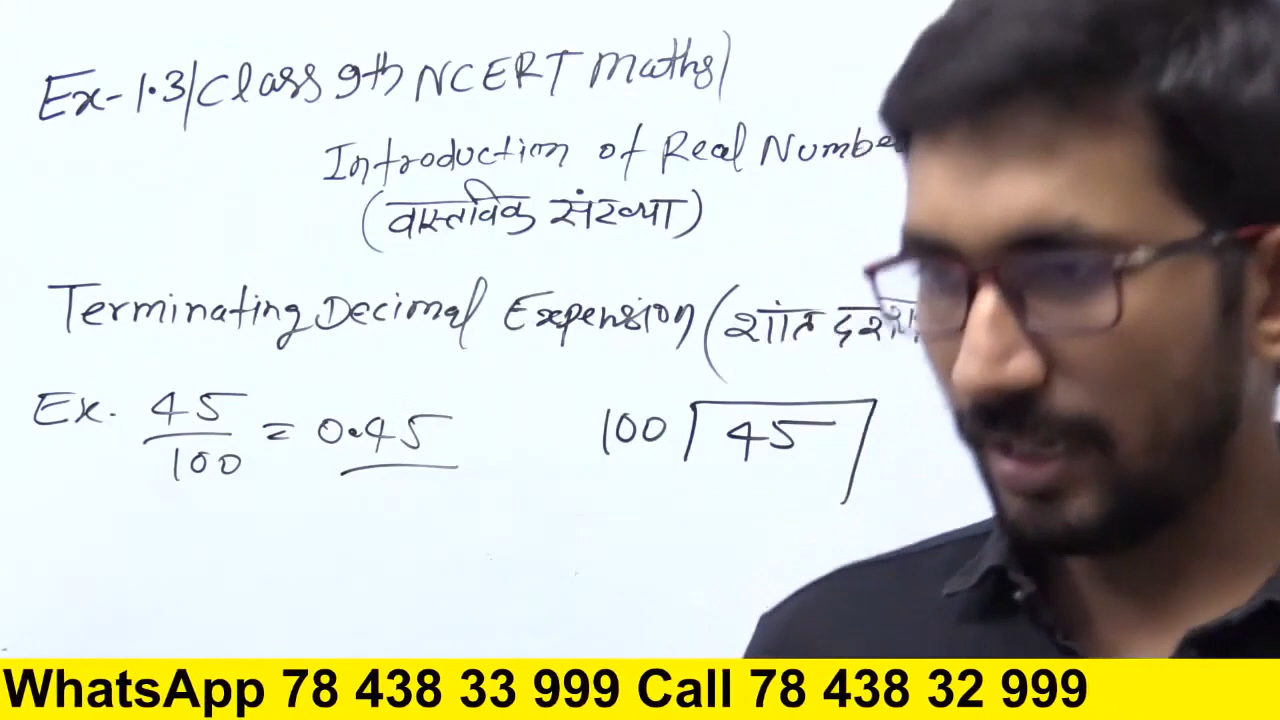 Ex-1.3/Class 9th NCERT Maths/
Introduction of Real Number
(वास्तविक संख्या)
Terminating Decimal Expension (शांत
Ex. 45/100 = 0.45
100 45
WhatsApp 78 438 33 999 Call 78 438 32 999